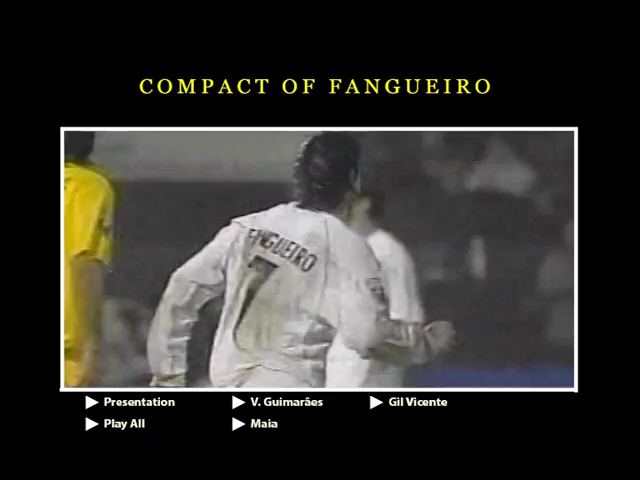 COMPACT OF FANGUEIRO
FANGUEIRO
7
Presentation
V. Guimarães
Gil Vicente
Play All
Maia